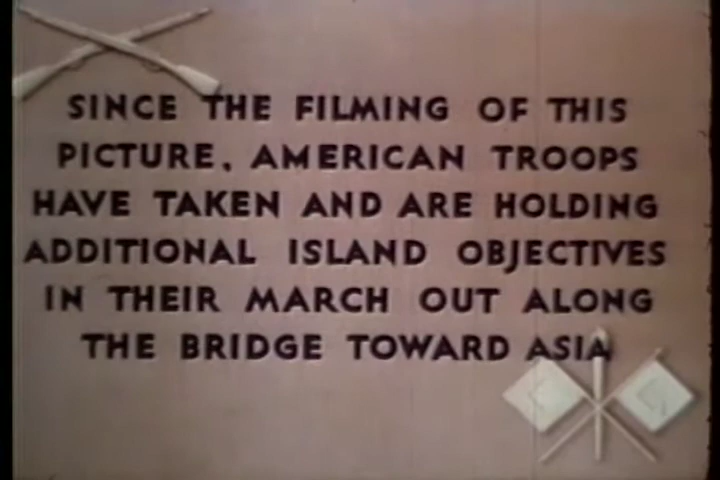 SINCE THE FILMING OF THIS
PICTURE, AMERICAN TROOPS
HAVE TAKEN AND ARE HOLDING
ADDITIONAL ISLAND OBJECTIVES
IN THEIR MARCH OUT ALONG
THE BRIDGE TOWARD ASIA